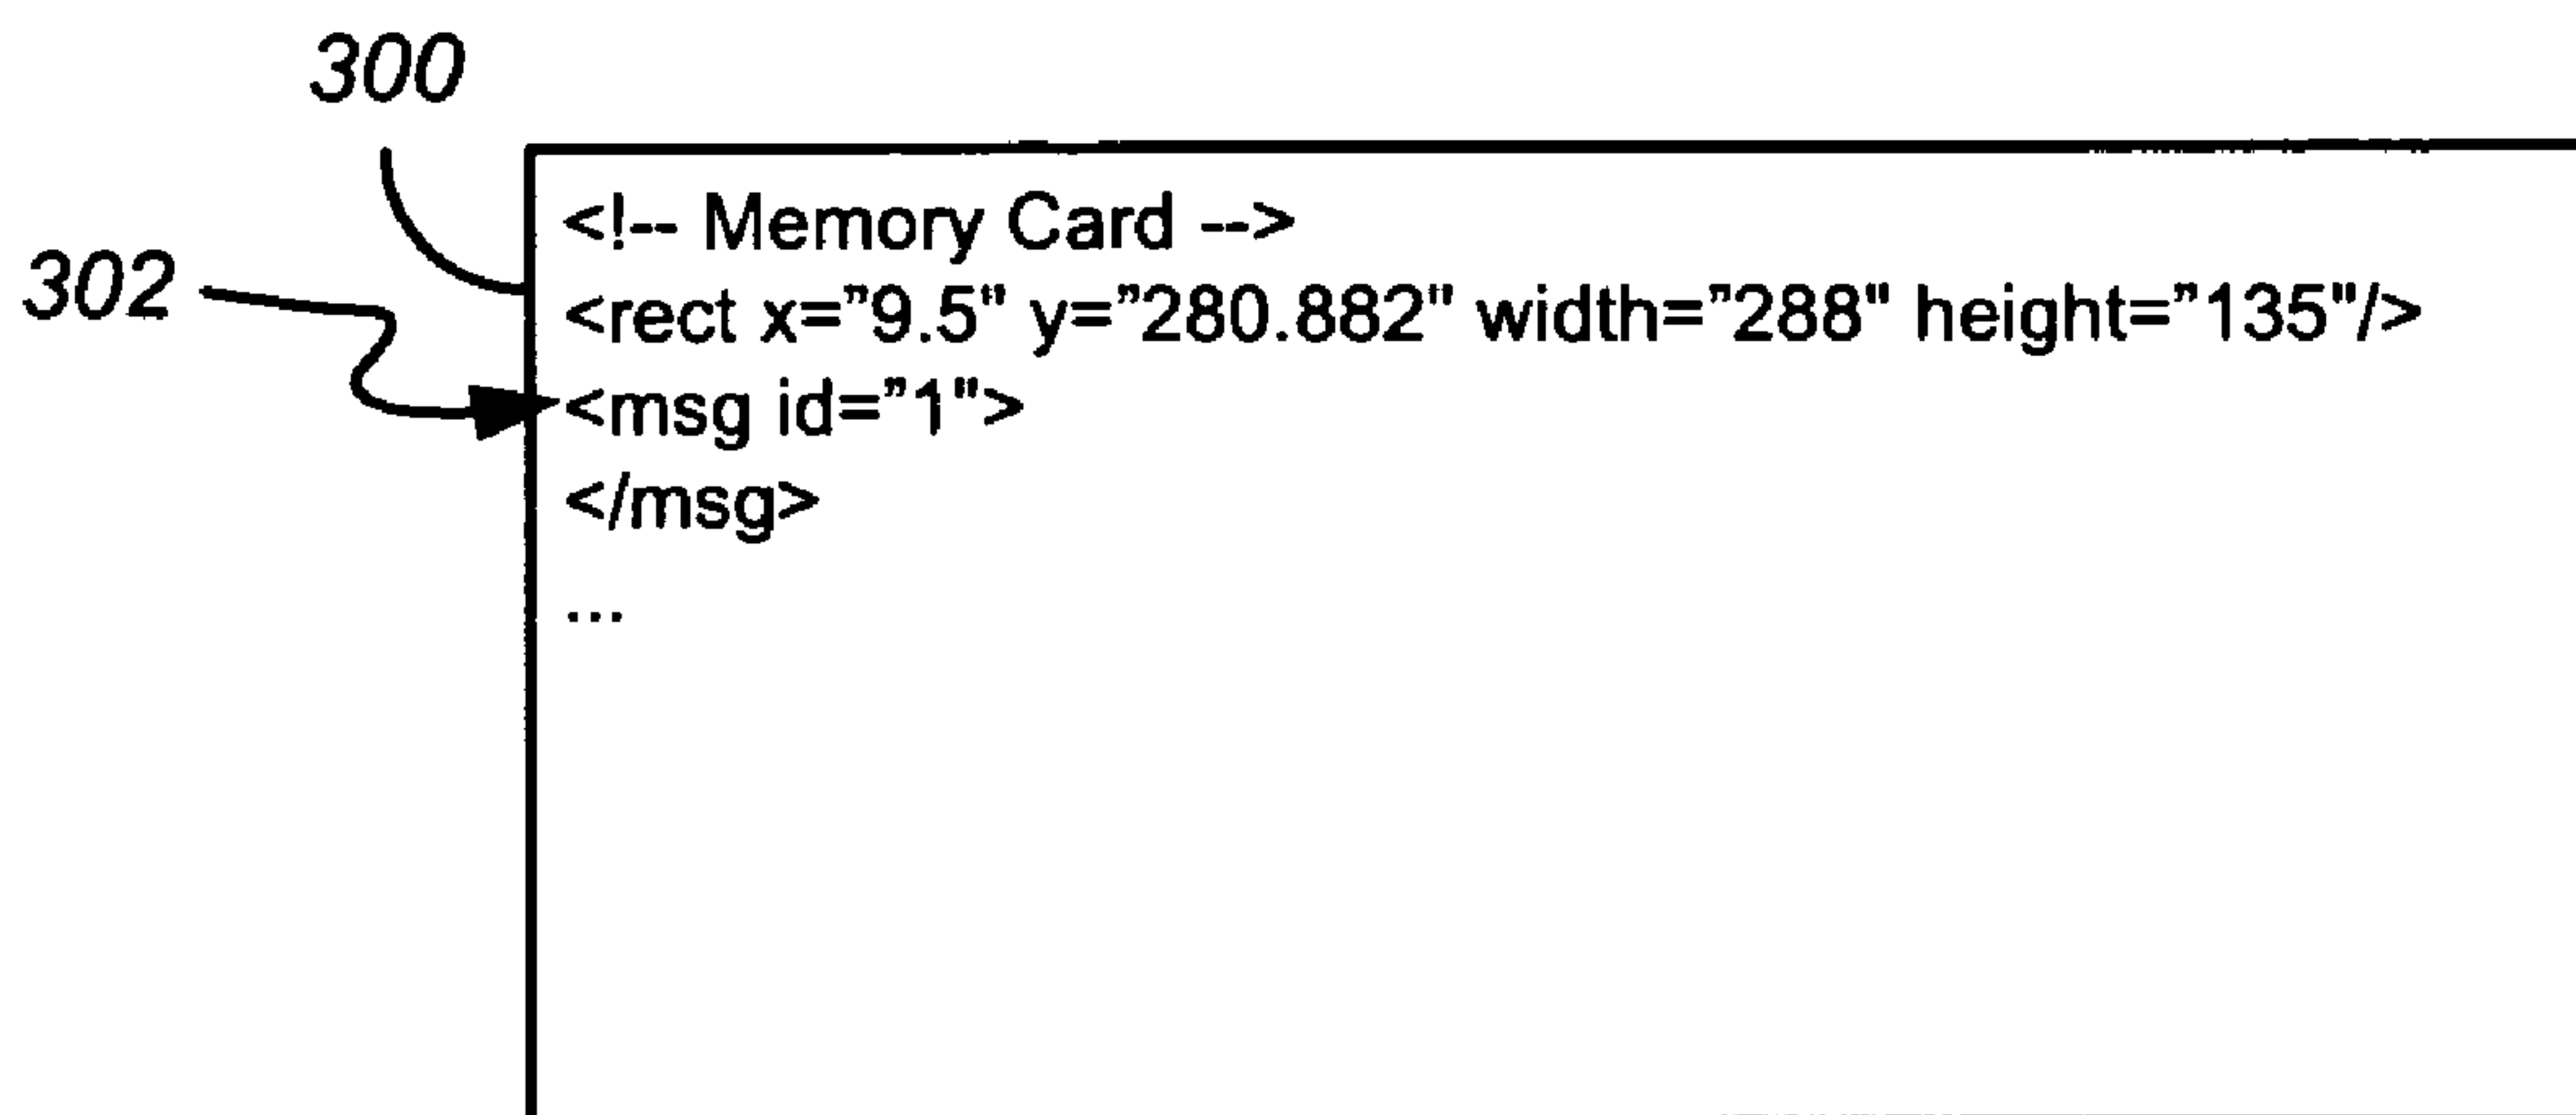 300
<!-- Memory Card -->
302
<rect x=”9.5" y=”280.882" width=”288" height=”135"/>
<msg id=”1">
</msg>
...